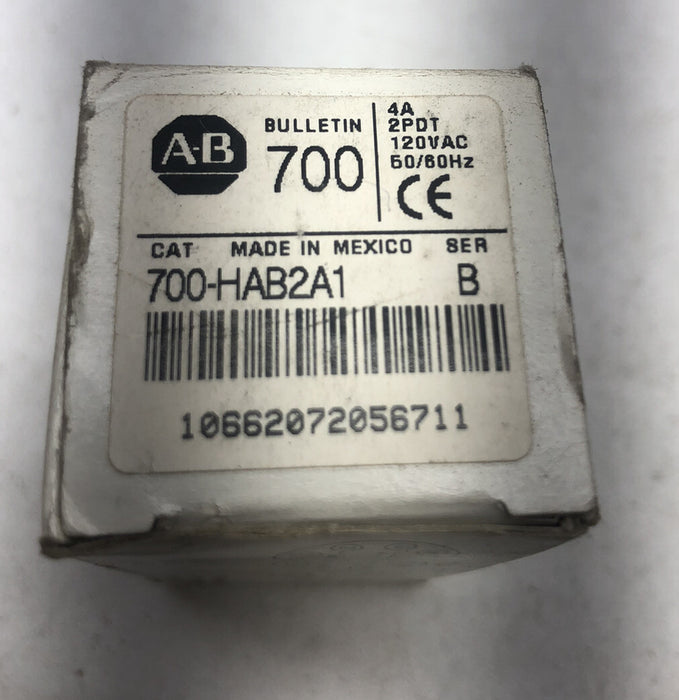 A-B
BULLETIN
700
4A
2PDT
120VAC
50/60Hz
CE
CAT MADE IN MEXICO SER
700-HAB2A1 B
10662072056711